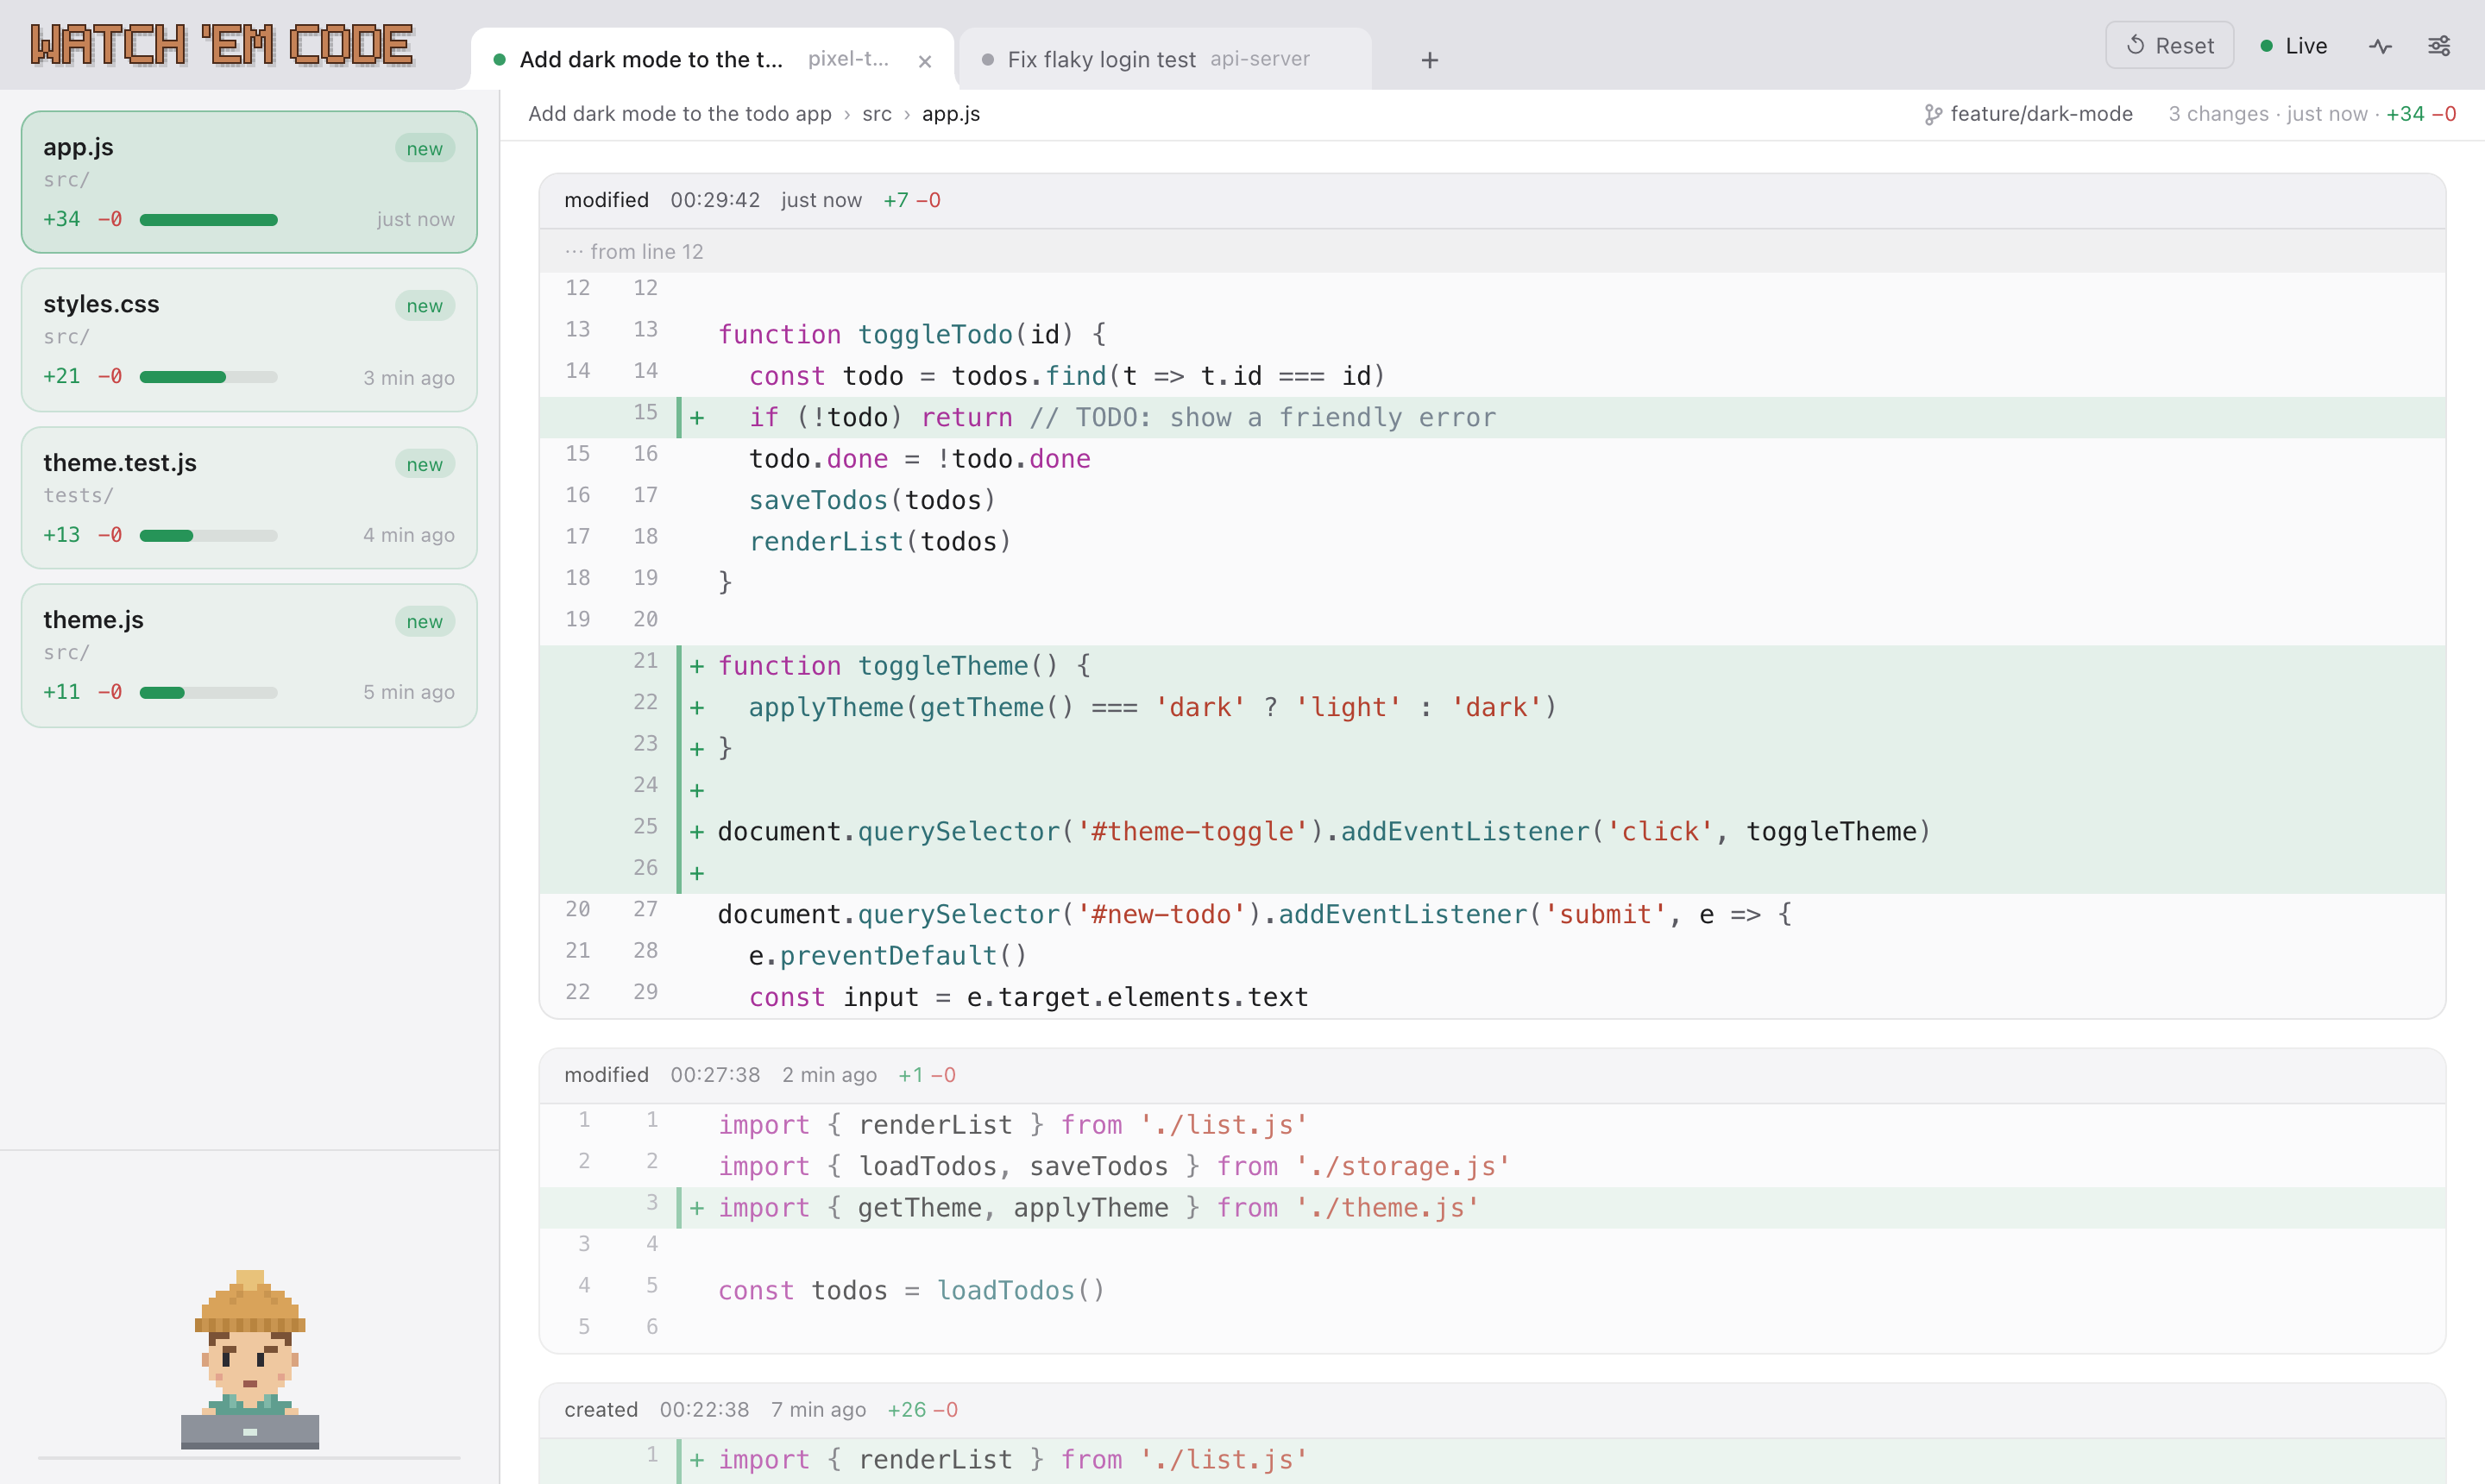 WATCH 'EM CODE
Add dark mode to the t... pixel-t... ×
Fix flaky login test api-server
+
Reset
Live
app.js new
src/
+34 −0 just now
styles.css new
src/
+21 −0 3 min ago
theme.test.js new
tests/
+13 −0 4 min ago
theme.js new
src/
+11 −0 5 min ago
Add dark mode to the todo app › src › app.js
feature/dark-mode 3 changes · just now · +34 −0
modified 00:29:42 just now +7 −0
··· from line 12
12 12
13 13 function toggleTodo(id) {
14 14   const todo = todos.find(t => t.id === id)
15 +   if (!todo) return // TODO: show a friendly error
15 16   todo.done = !todo.done
16 17   saveTodos(todos)
17 18   renderList(todos)
18 19 }
19 20
21 + function toggleTheme() {
22 +   applyTheme(getTheme() === 'dark' ? 'light' : 'dark')
23 + }
24 +
25 + document.querySelector('#theme-toggle').addEventListener('click', toggleTheme)
26 +
20 27 document.querySelector('#new-todo').addEventListener('submit', e => {
21 28   e.preventDefault()
22 29   const input = e.target.elements.text
modified 00:27:38 2 min ago +1 −0
1 1 import { renderList } from './list.js'
2 2 import { loadTodos, saveTodos } from './storage.js'
3 + import { getTheme, applyTheme } from './theme.js'
3 4
4 5 const todos = loadTodos()
5 6
created 00:22:38 7 min ago +26 −0
1 + import { renderList } from './list.js'